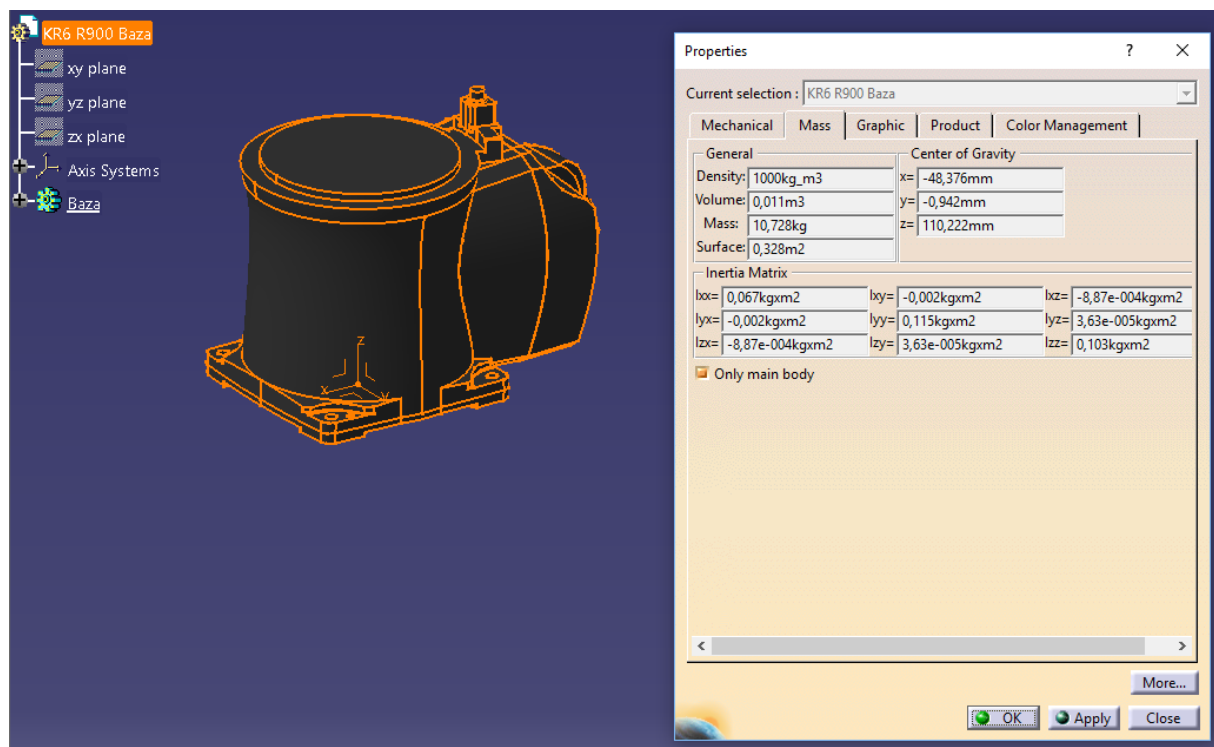 KR6 R900 Baza
xy plane
yz plane
zx plane
Axis Systems
Baza
z
x
y
Properties ? ×
Current selection : KR6 R900 Baza
Mechanical Mass Graphic Product Color Management
General
Density: 1000kg_m3
Volume: 0,011m3
Mass: 10,728kg
Surface: 0,328m2
Center of Gravity
x= -48,376mm
y= -0,942mm
z= 110,222mm
Inertia Matrix
Ixx= 0,067kgxm2 Ixy= -0,002kgxm2 Ixz= -8,87e-004kgxm2
Iyx= -0,002kgxm2 Iyy= 0,115kgxm2 Iyz= 3,63e-005kgxm2
Izx= -8,87e-004kgxm2 Izy= 3,63e-005kgxm2 Izz= 0,103kgxm2
Only main body
More...
OK Apply Close